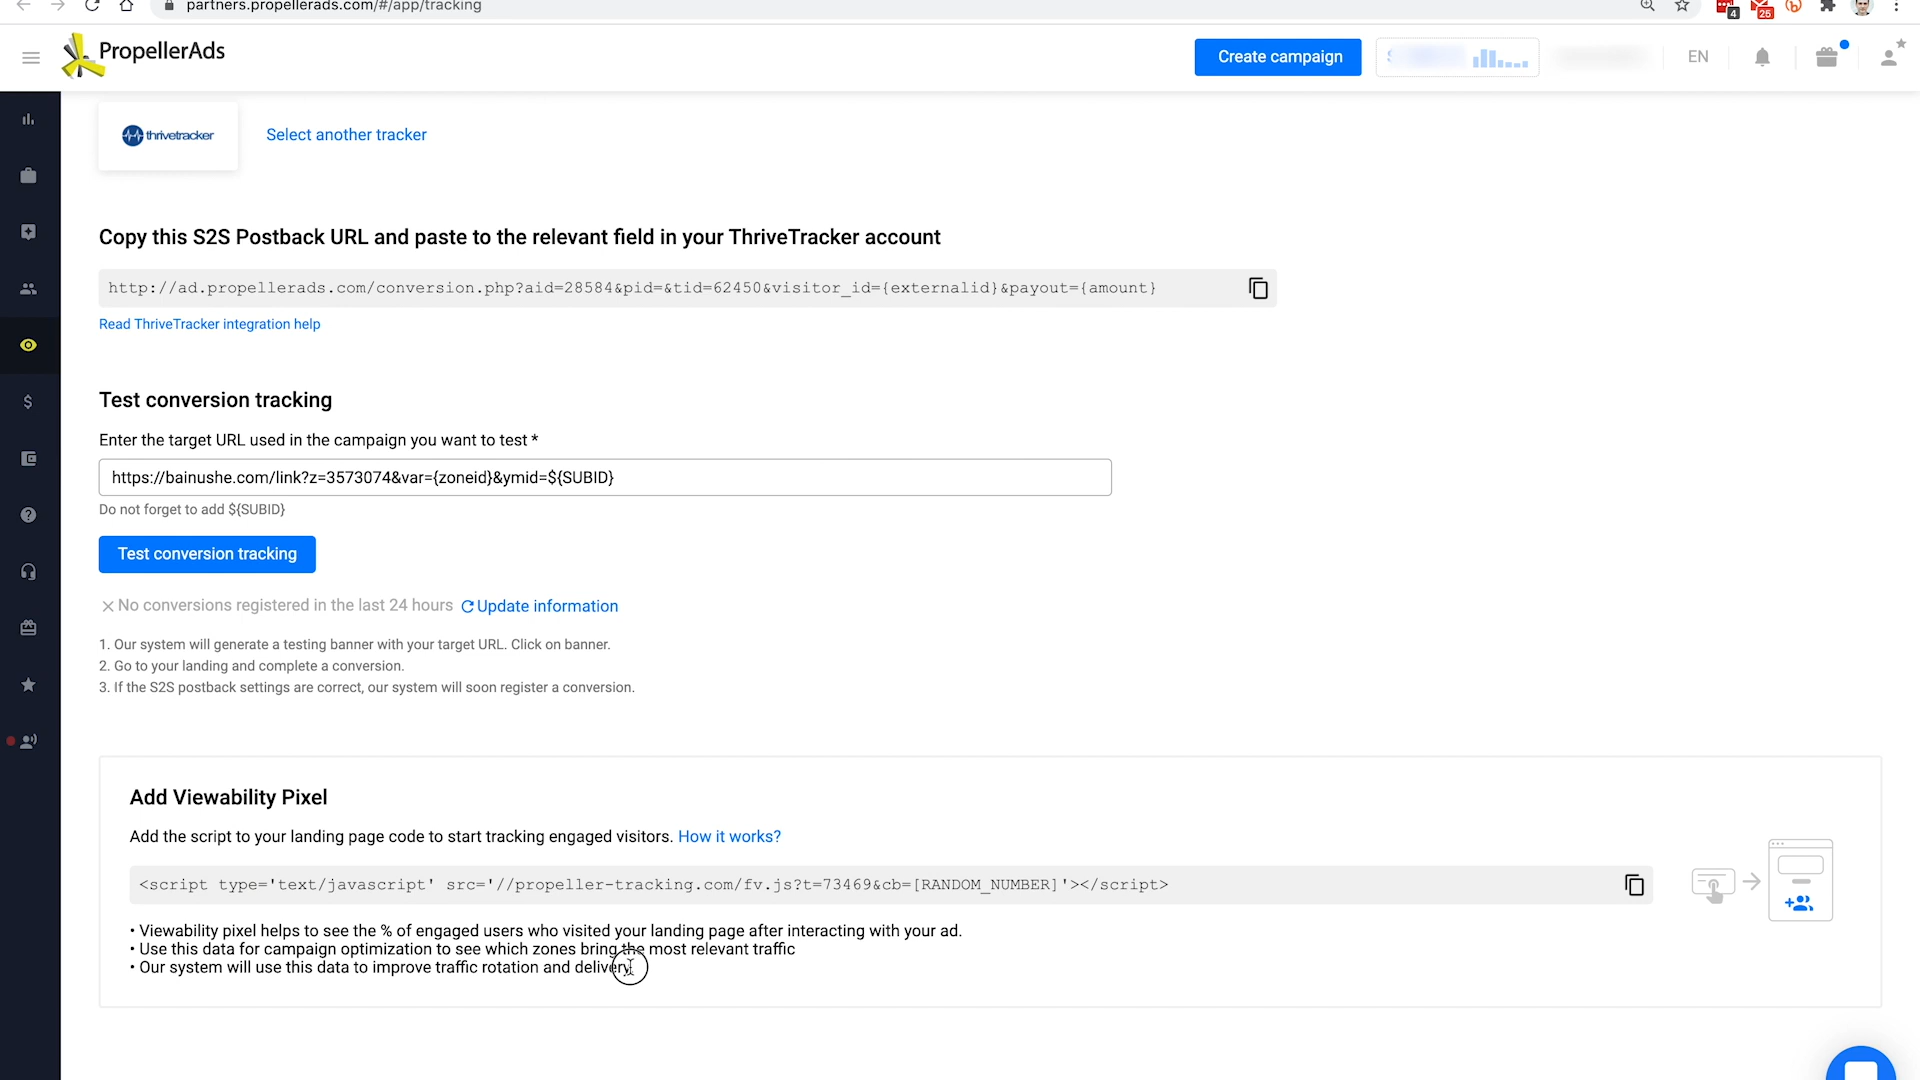 partners.propellerads.com/#/app/tracking
4
25
PropellerAds
Create campaign
EN
thrivetracker
Select another tracker
Copy this S2S Postback URL and paste to the relevant field in your ThriveTracker account
http://ad.propellerads.com/conversion.php?aid=28584&pid=&tid=62450&visitor_id={externalid}&payout={amount}
Read ThriveTracker integration help
Test conversion tracking
Enter the target URL used in the campaign you want to test *
https://bainushe.com/link?z=3573074&var={zoneid}&ymid=${SUBID}
Do not forget to add ${SUBID}
Test conversion tracking
No conversions registered in the last 24 hours Update information
1. Our system will generate a testing banner with your target URL. Click on banner.
2. Go to your landing and complete a conversion.
3. If the S2S postback settings are correct, our system will soon register a conversion.
Add Viewability Pixel
Add the script to your landing page code to start tracking engaged visitors. How it works?
<script type='text/javascript' src='//propeller-tracking.com/fv.js?t=73469&cb=[RANDOM_NUMBER]'></script>
• Viewability pixel helps to see the % of engaged users who visited your landing page after interacting with your ad.
• Use this data for campaign optimization to see which zones bring the most relevant traffic
• Our system will use this data to improve traffic rotation and delivery